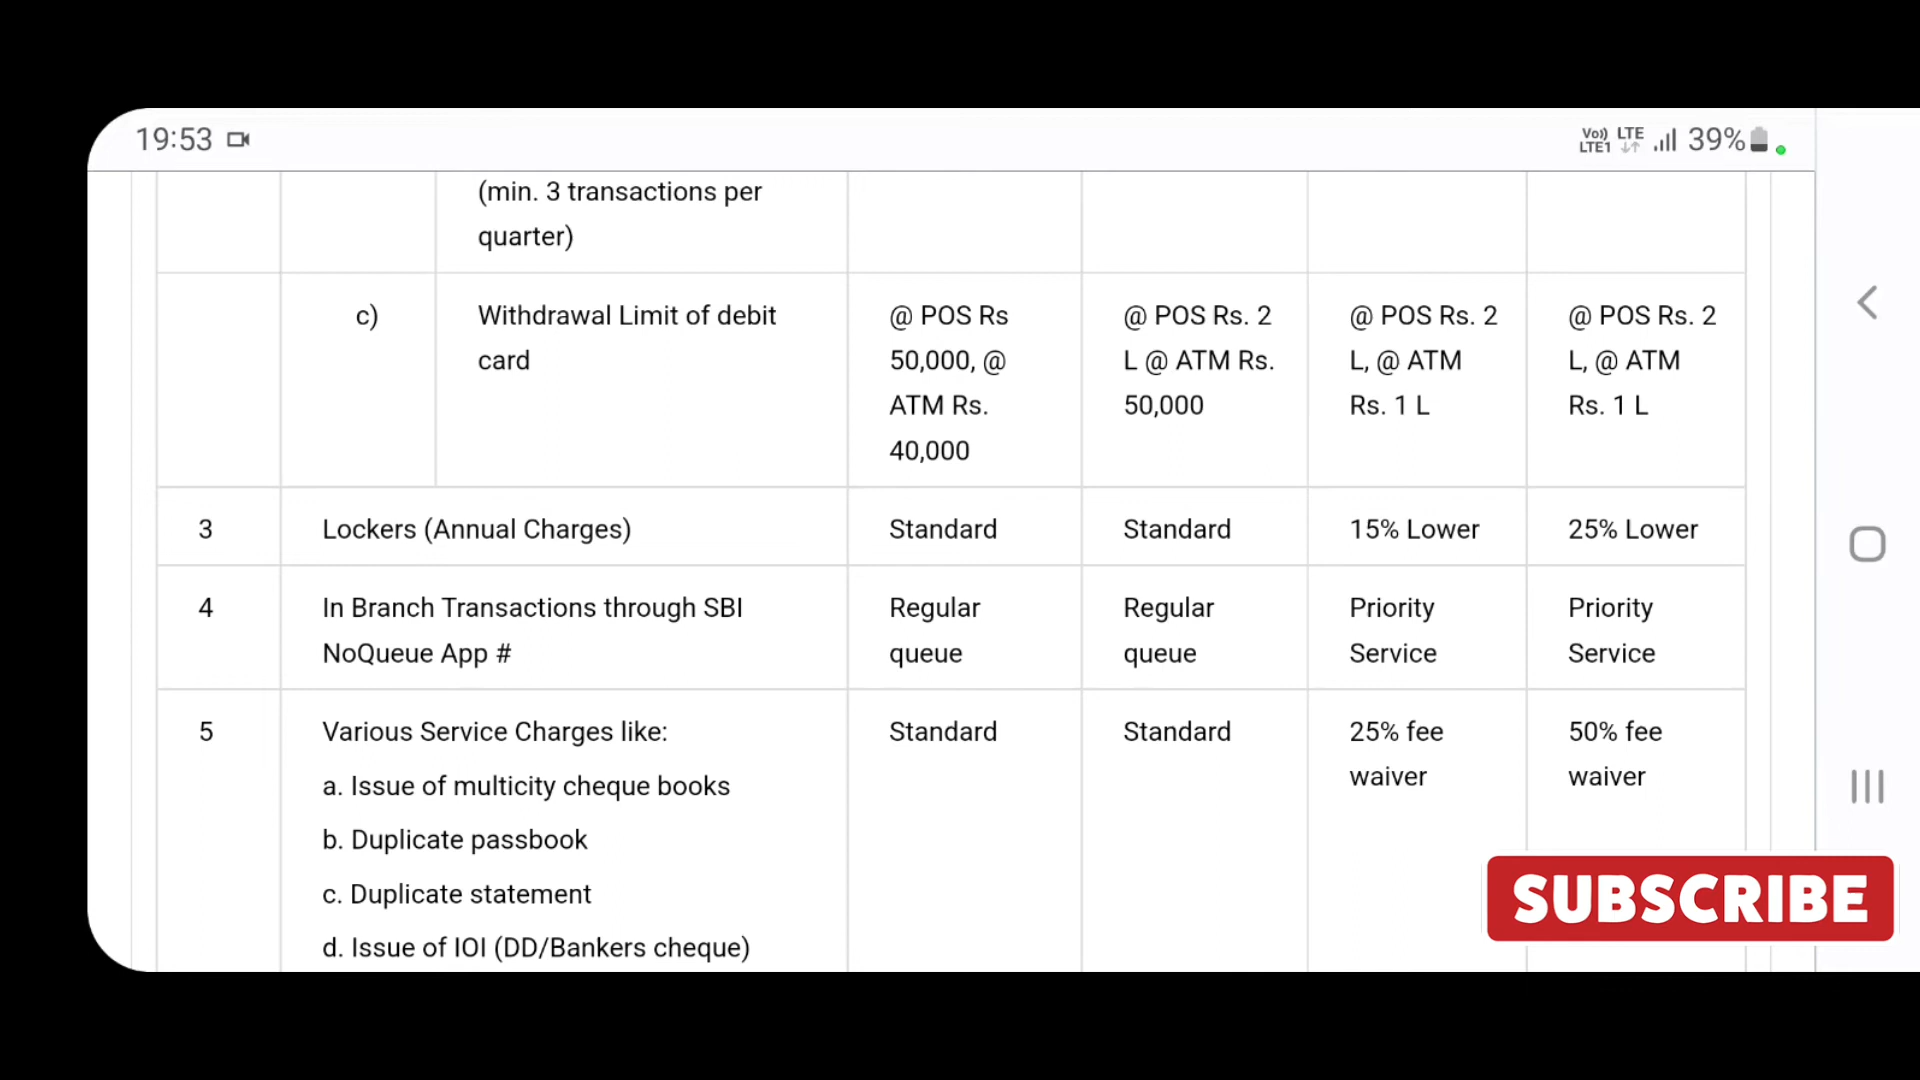 19:53
Vo)) LTE
LTE1
39%
(min. 3 transactions per
quarter)
c)
Withdrawal Limit of debit
card
@ POS Rs
50,000, @
ATM Rs.
40,000
@ POS Rs. 2
L @ ATM Rs.
50,000
@ POS Rs. 2
L, @ ATM
Rs. 1 L
@ POS Rs. 2
L, @ ATM
Rs. 1 L
3
Lockers (Annual Charges)
Standard
Standard
15% Lower
25% Lower
4
In Branch Transactions through SBI
NoQueue App #
Regular
queue
Regular
queue
Priority
Service
Priority
Service
5
Various Service Charges like:
a. Issue of multicity cheque books
b. Duplicate passbook
c. Duplicate statement
d. Issue of IOI (DD/Bankers cheque)
Standard
Standard
25% fee
waiver
50% fee
waiver
SUBSCRIBE